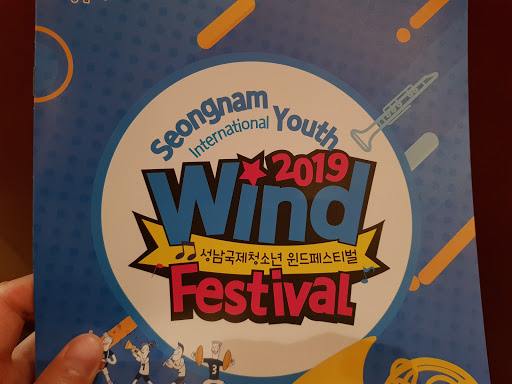 Seongnam
International Youth
2019
Wind
성남국제청소년 윈드페스티벌
Festival
3